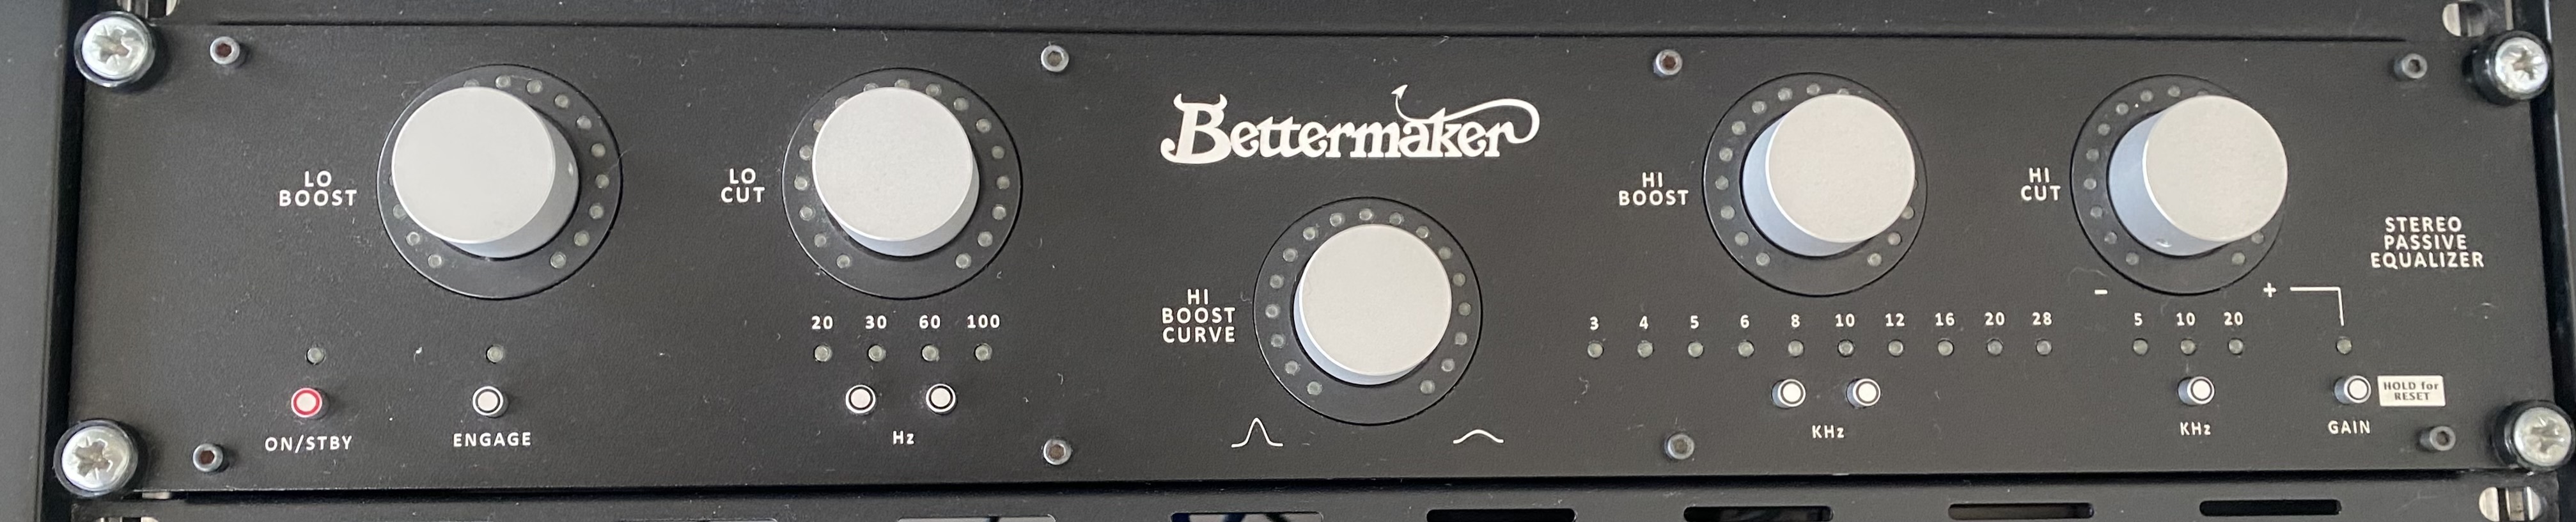 Bettermaker
LO
BOOST
LO
CUT
HI
BOOST
CURVE
HI
BOOST
HI
CUT
STEREO
PASSIVE
EQUALIZER
- +
20 30 60 100
3 4 5 6 8 10 12 16 20 28
5 10 20
ON/STBY
ENGAGE
Hz
KHz
KHz
GAIN
HOLD for
RESET